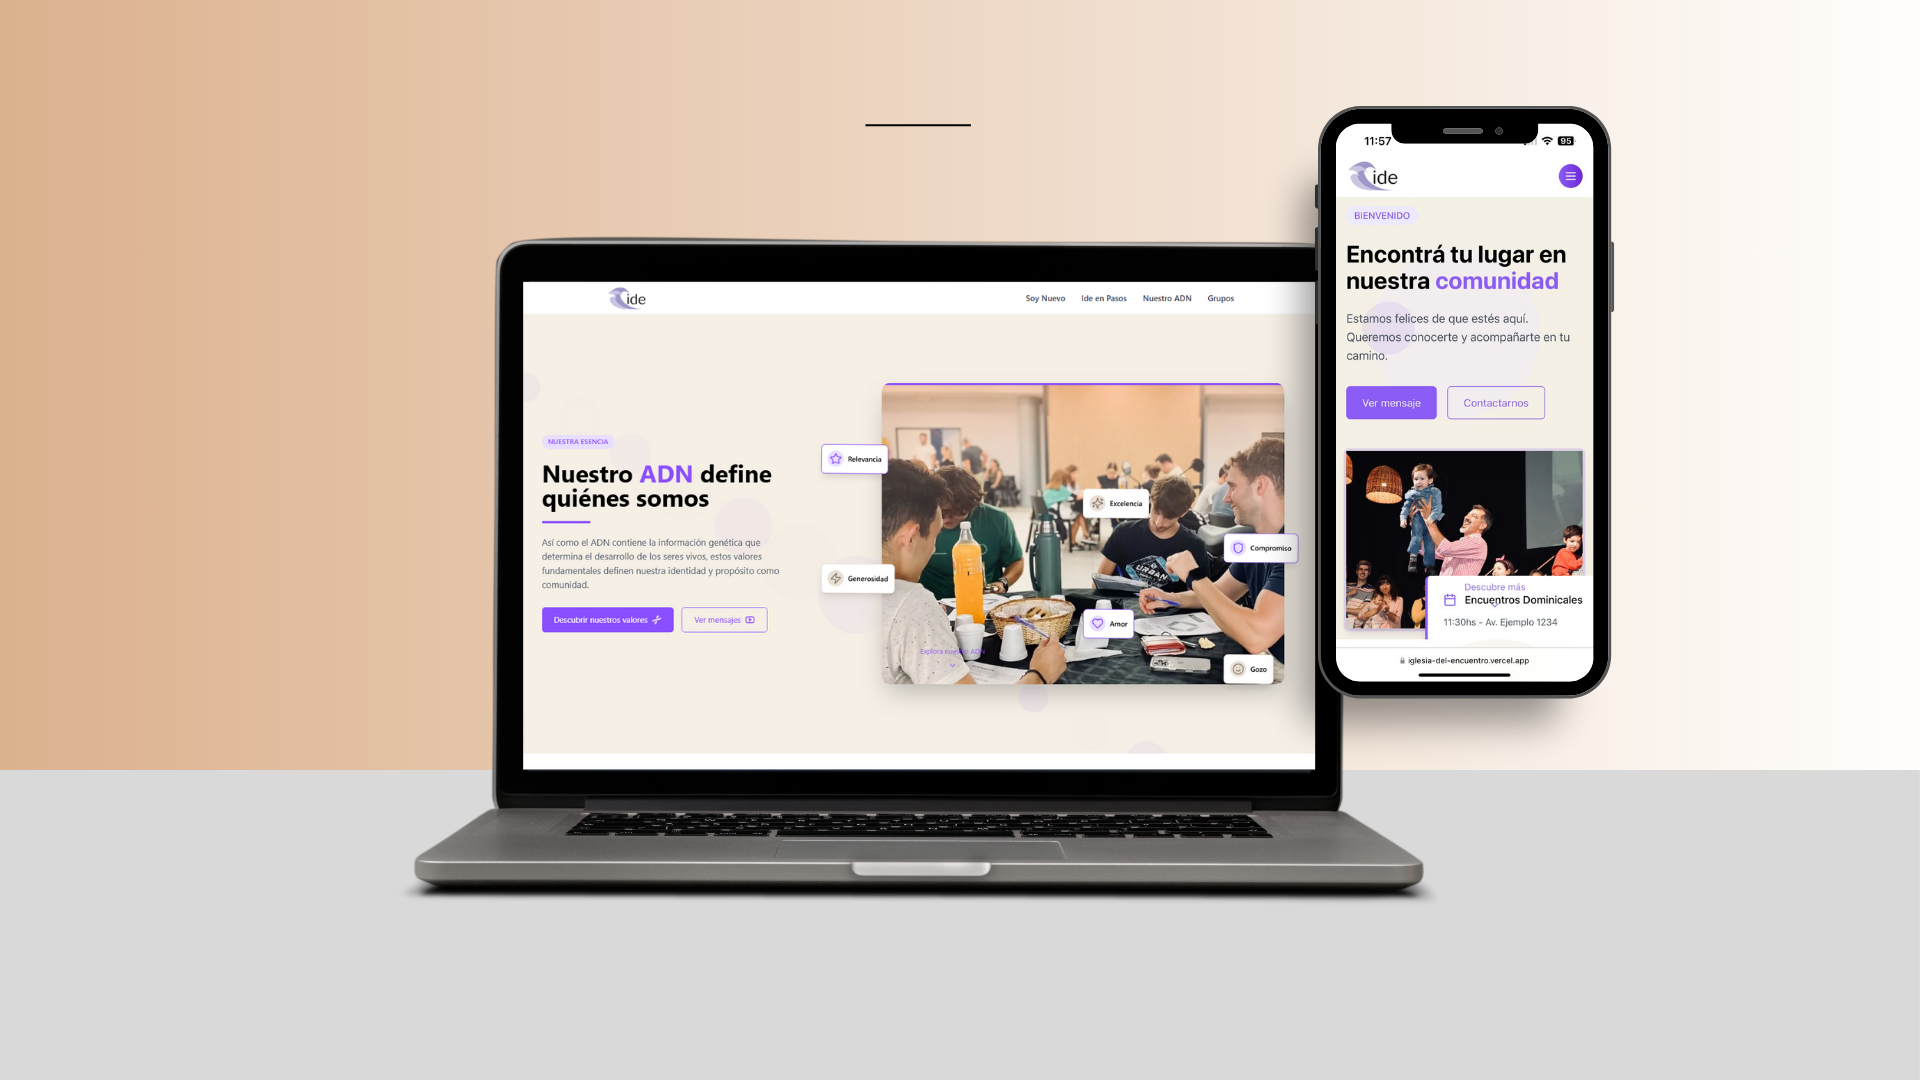 ide
Soy Nuevo
Ide en Pasos
Nuestro ADN
Grupos
NUESTRA ESENCIA
Nuestro ADN define
quiénes somos
Así como el ADN contiene la información genética que
determina el desarrollo de los seres vivos, estos valores
fundamentales definen nuestra identidad y propósito como
comunidad.
Descubrir nuestros valores
Ver mensajes
Relevancia
Excelencia
Compromiso
Generosidad
Amor
Gozo
Explora nuestro ADN
URBAN
11:57
95
ide
BIENVENIDO
Encontrá tu lugar en
nuestra comunidad
Estamos felices de que estés aquí.
Queremos conocerte y acompañarte en tu
camino.
Ver mensaje
Contactarnos
Descubre más
Encuentros Dominicales
11:30hs - Av. Ejemplo 1234
iglesia-del-encuentro.vercel.app